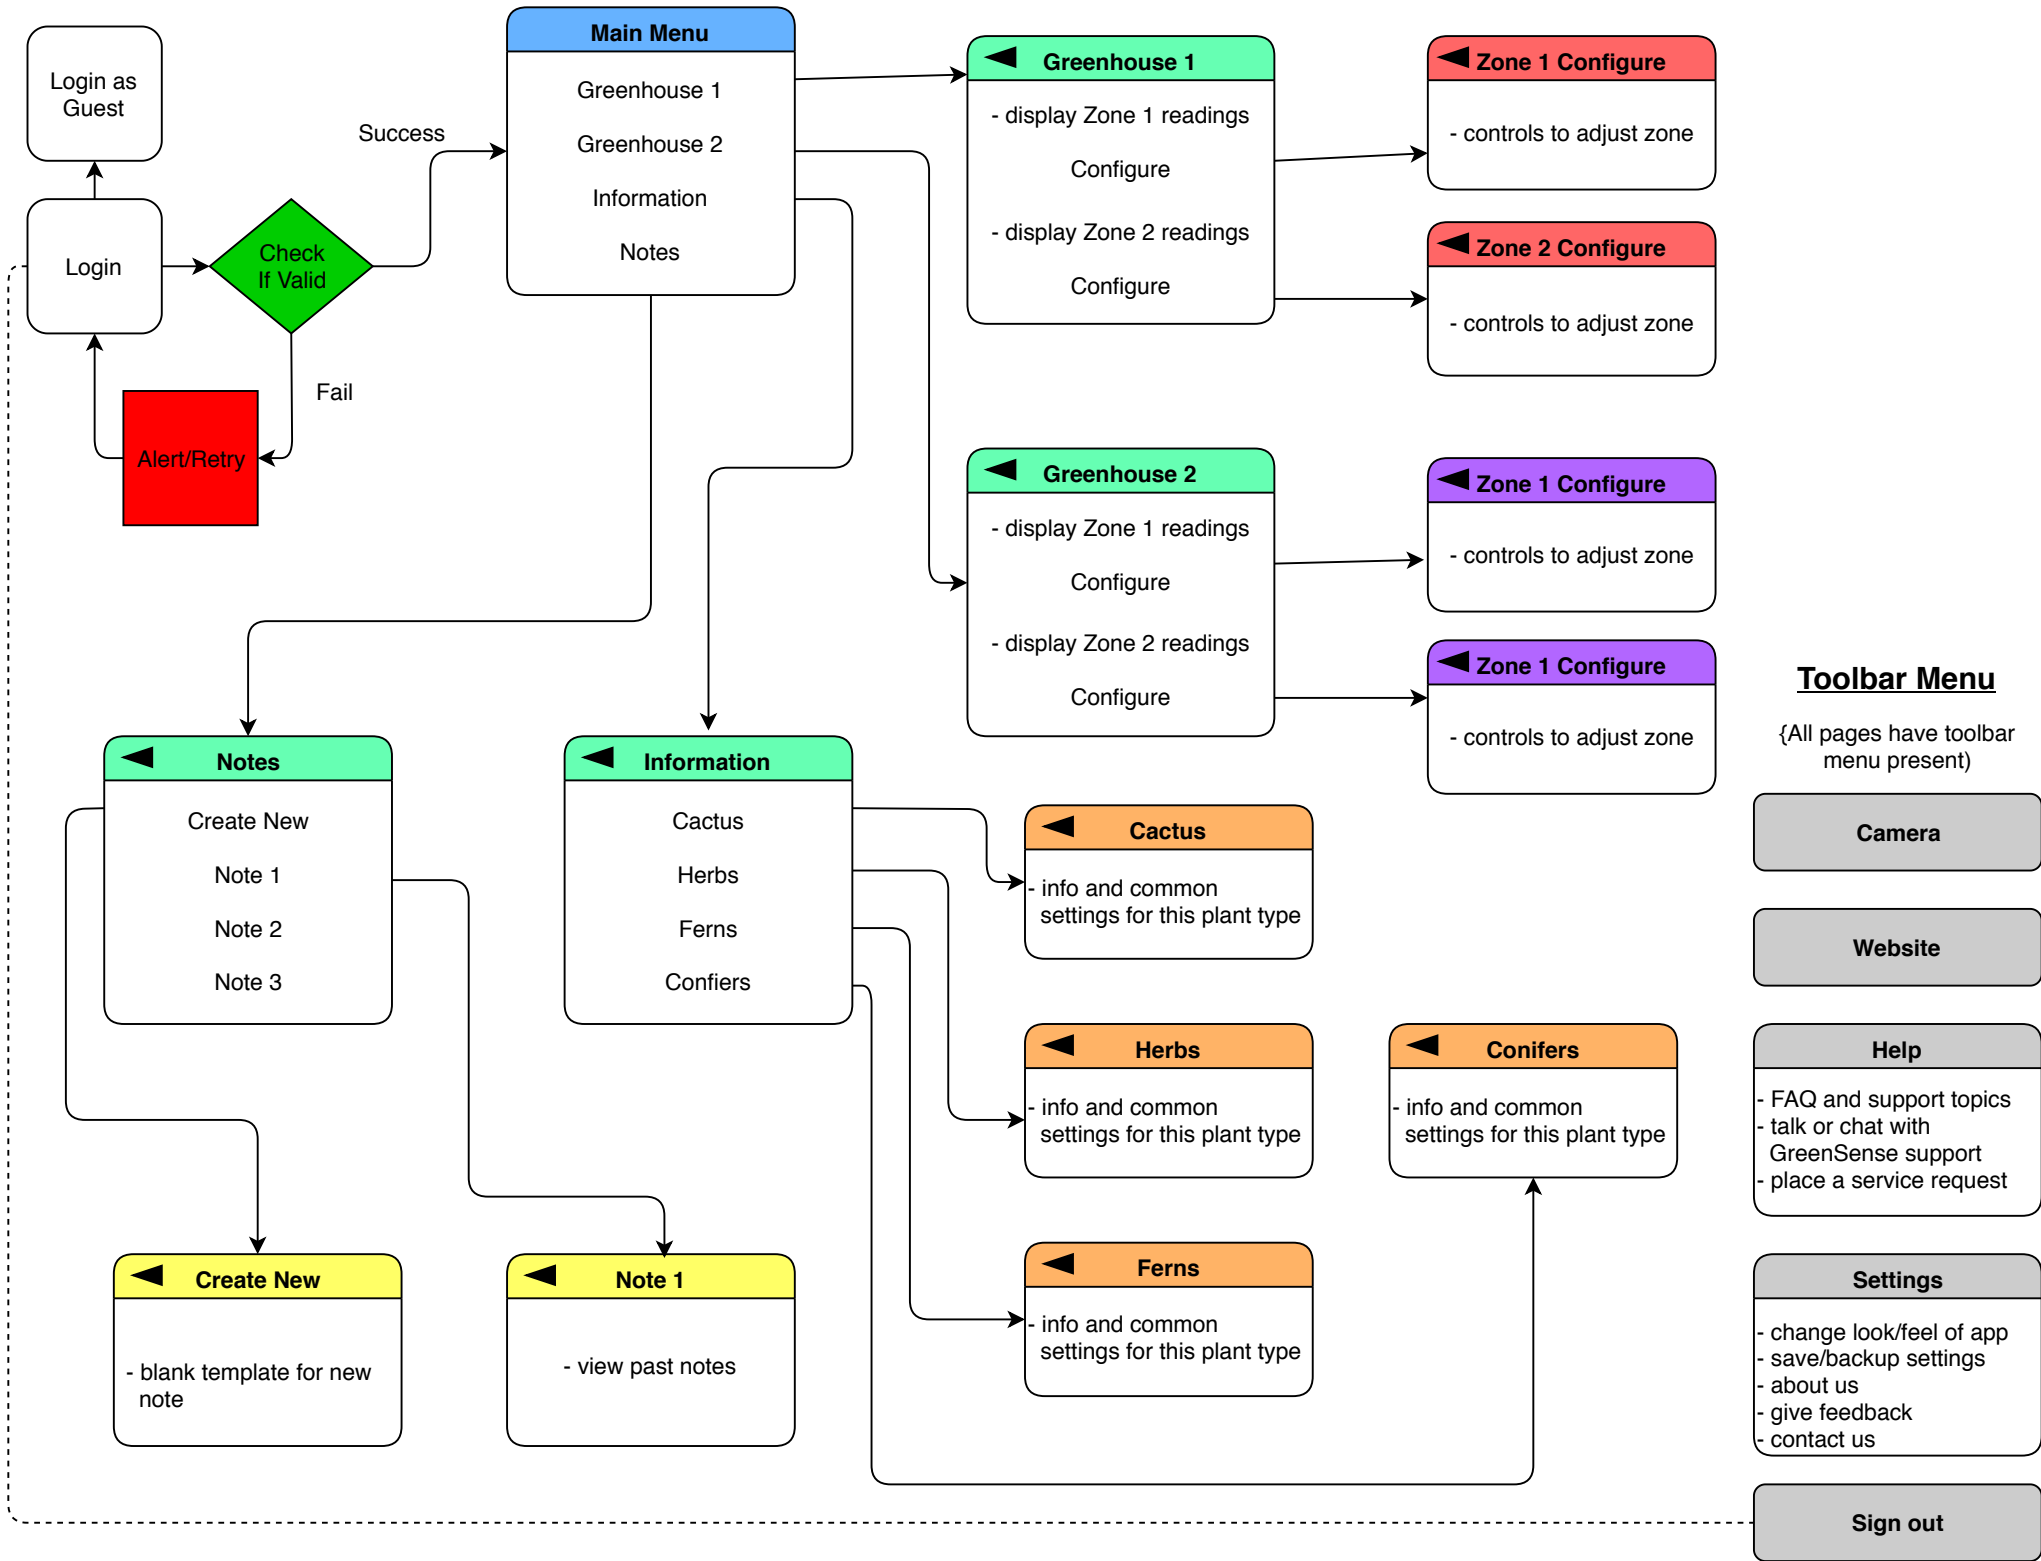 Login as
Guest
Login
Check
If Valid
Success
Fail
Alert/Retry
Main Menu
Greenhouse 1
Greenhouse 2
Information
Notes
Greenhouse 1
- display Zone 1 readings
Configure
- display Zone 2 readings
Configure
Zone 1 Configure
- controls to adjust zone
Zone 2 Configure
- controls to adjust zone
Greenhouse 2
- display Zone 1 readings
Configure
- display Zone 2 readings
Configure
Zone 1 Configure
- controls to adjust zone
Zone 1 Configure
- controls to adjust zone
Notes
Create New
Note 1
Note 2
Note 3
Information
Cactus
Herbs
Ferns
Confiers
Cactus
- info and common
settings for this plant type
Herbs
- info and common
settings for this plant type
Conifers
- info and common
settings for this plant type
Ferns
- info and common
settings for this plant type
Create New
- blank template for new
note
Note 1
- view past notes
Toolbar Menu
{All pages have toolbar
menu present)
Camera
Website
Help
- FAQ and support topics
- talk or chat with
GreenSense support
- place a service request
Settings
- change look/feel of app
- save/backup settings
- about us
- give feedback
- contact us
Sign out